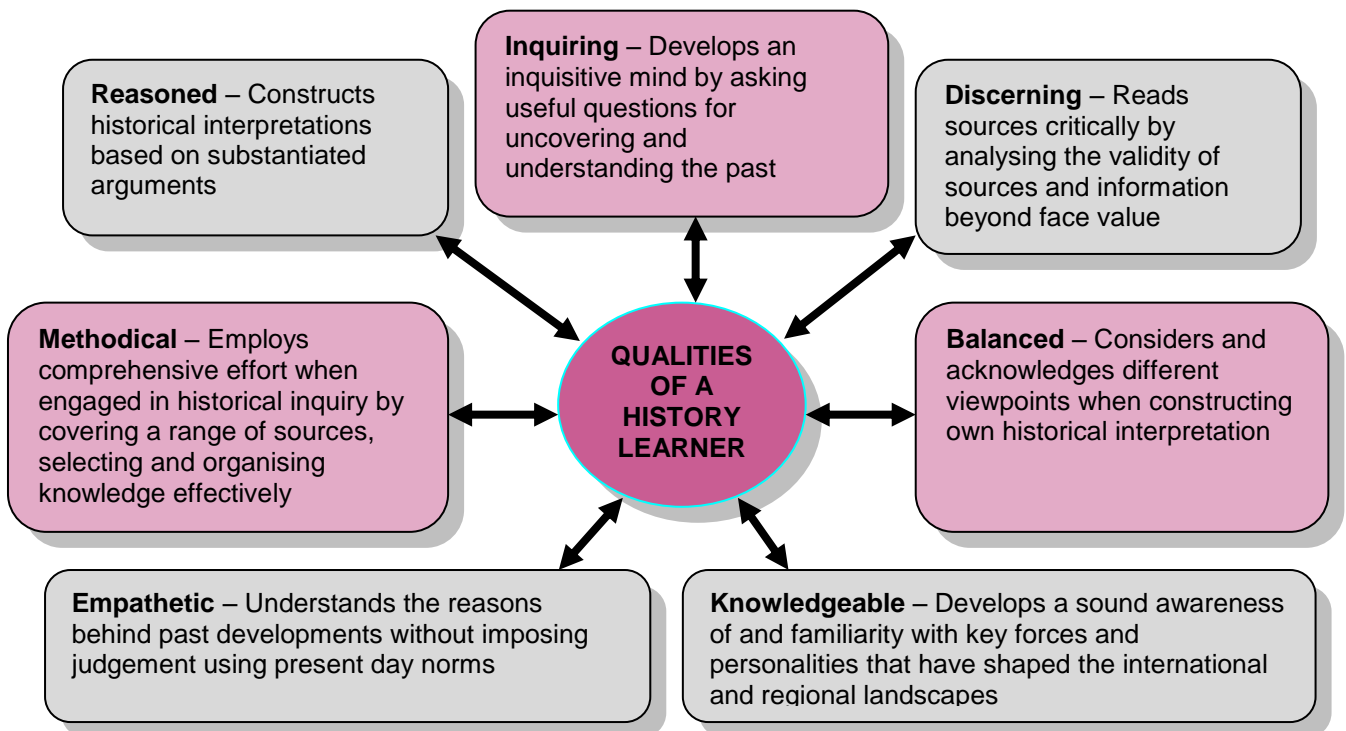 Inquiring – Develops an
inquisitive mind by asking
useful questions for
uncovering and
understanding the past
Reasoned – Constructs
historical interpretations
based on substantiated
arguments
Discerning – Reads
sources critically by
analysing the validity of
sources and information
beyond face value
Methodical – Employs
comprehensive effort when
engaged in historical inquiry by
covering a range of sources,
selecting and organising
knowledge effectively
QUALITIES
OF A
HISTORY
LEARNER
Balanced – Considers and
acknowledges different
viewpoints when constructing
own historical interpretation
Empathetic – Understands the reasons
behind past developments without imposing
judgement using present day norms
Knowledgeable – Develops a sound awareness
of and familiarity with key forces and
personalities that have shaped the international
and regional landscapes